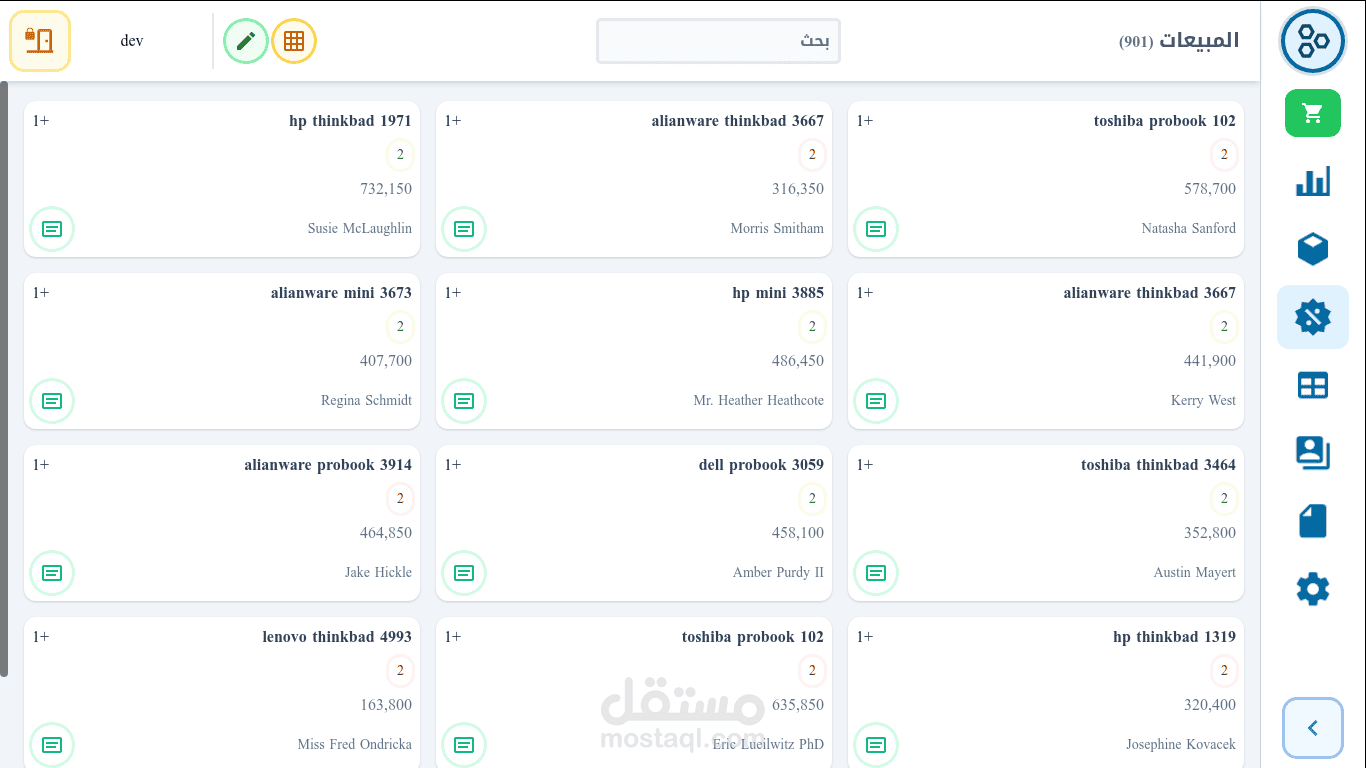 المبيعات (901)
بحث
dev
toshiba probook 102
1+
2
578,700
Natasha Sanford
alianware thinkbad 3667
1+
2
316,350
Morris Smitham
hp thinkbad 1971
1+
2
732,150
Susie McLaughlin
alianware thinkbad 3667
1+
2
441,900
Kerry West
hp mini 3885
1+
2
486,450
Mr. Heather Heathcote
alianware mini 3673
1+
2
407,700
Regina Schmidt
toshiba thinkbad 3464
1+
2
352,800
Austin Mayert
dell probook 3059
1+
2
458,100
Amber Purdy II
alianware probook 3914
1+
2
464,850
Jake Hickle
hp thinkbad 1319
1+
2
320,400
Josephine Kovacek
toshiba probook 102
1+
2
635,850
Eric Lueilwitz PhD
lenovo thinkbad 4993
1+
2
163,800
Miss Fred Ondricka
مستقل
mostaql.com